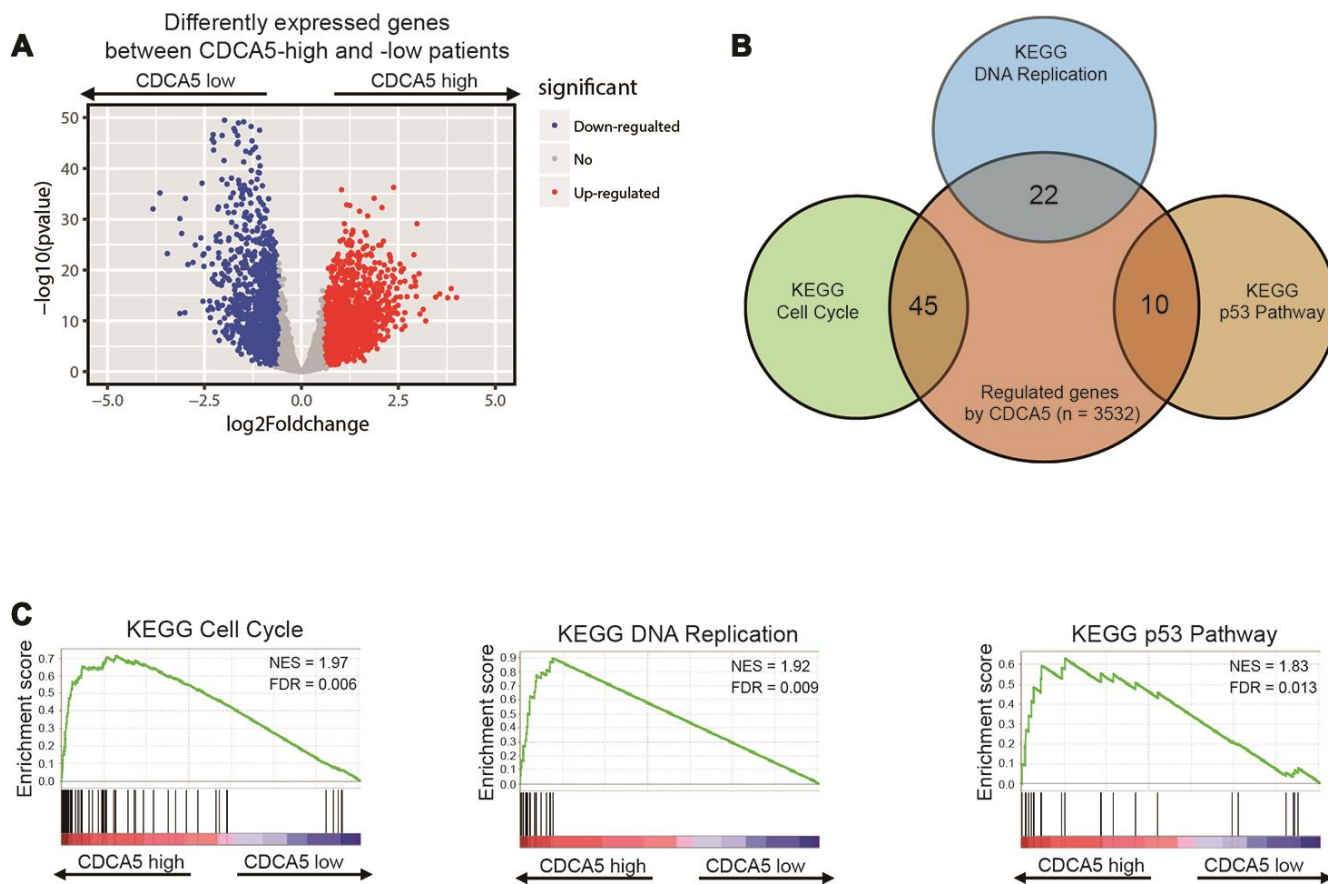 A
Differently expressed genes
between CDCA5-high and -low patients
CDCA5 low
CDCA5 high
significant
Down-regualted
No
Up-regulated
50
40
30
20
10
0
−log10(pvalue)
−5.0
−2.5
0.0
2.5
5.0
log2Foldchange
B
KEGG
DNA Replication
22
KEGG
Cell Cycle
45
10
KEGG
p53 Pathway
Regulated genes
by CDCA5 (n = 3532)
C
KEGG Cell Cycle
Enrichment score
0.7
0.6
0.5
0.4
0.3
0.2
0.1
0.0
NES = 1.97
FDR = 0.006
CDCA5 high
CDCA5 low
KEGG DNA Replication
Enrichment score
0.9
0.8
0.7
0.6
0.5
0.4
0.3
0.2
0.1
0.0
NES = 1.92
FDR = 0.009
CDCA5 high
CDCA5 low
KEGG p53 Pathway
Enrichment score
0.6
0.5
0.4
0.3
0.2
0.1
0.0
NES = 1.83
FDR = 0.013
CDCA5 high
CDCA5 low